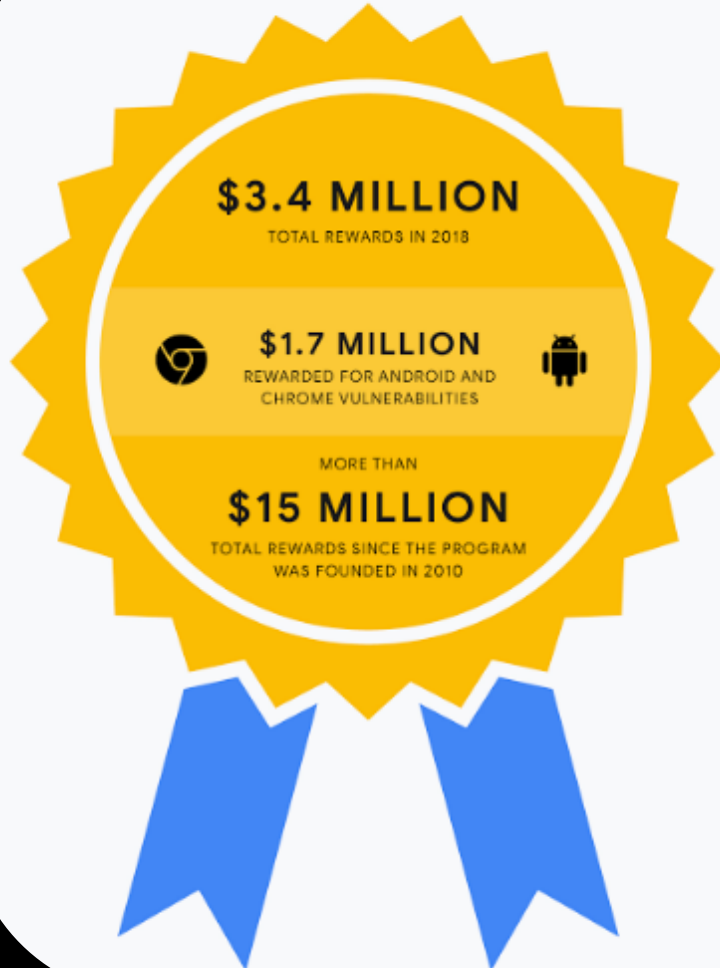 $3.4 MILLION
TOTAL REWARDS IN 2018
$1.7 MILLION
REWARDED FOR ANDROID AND
CHROME VULNERABILITIES
MORE THAN
$15 MILLION
TOTAL REWARDS SINCE THE PROGRAM
WAS FOUNDED IN 2010